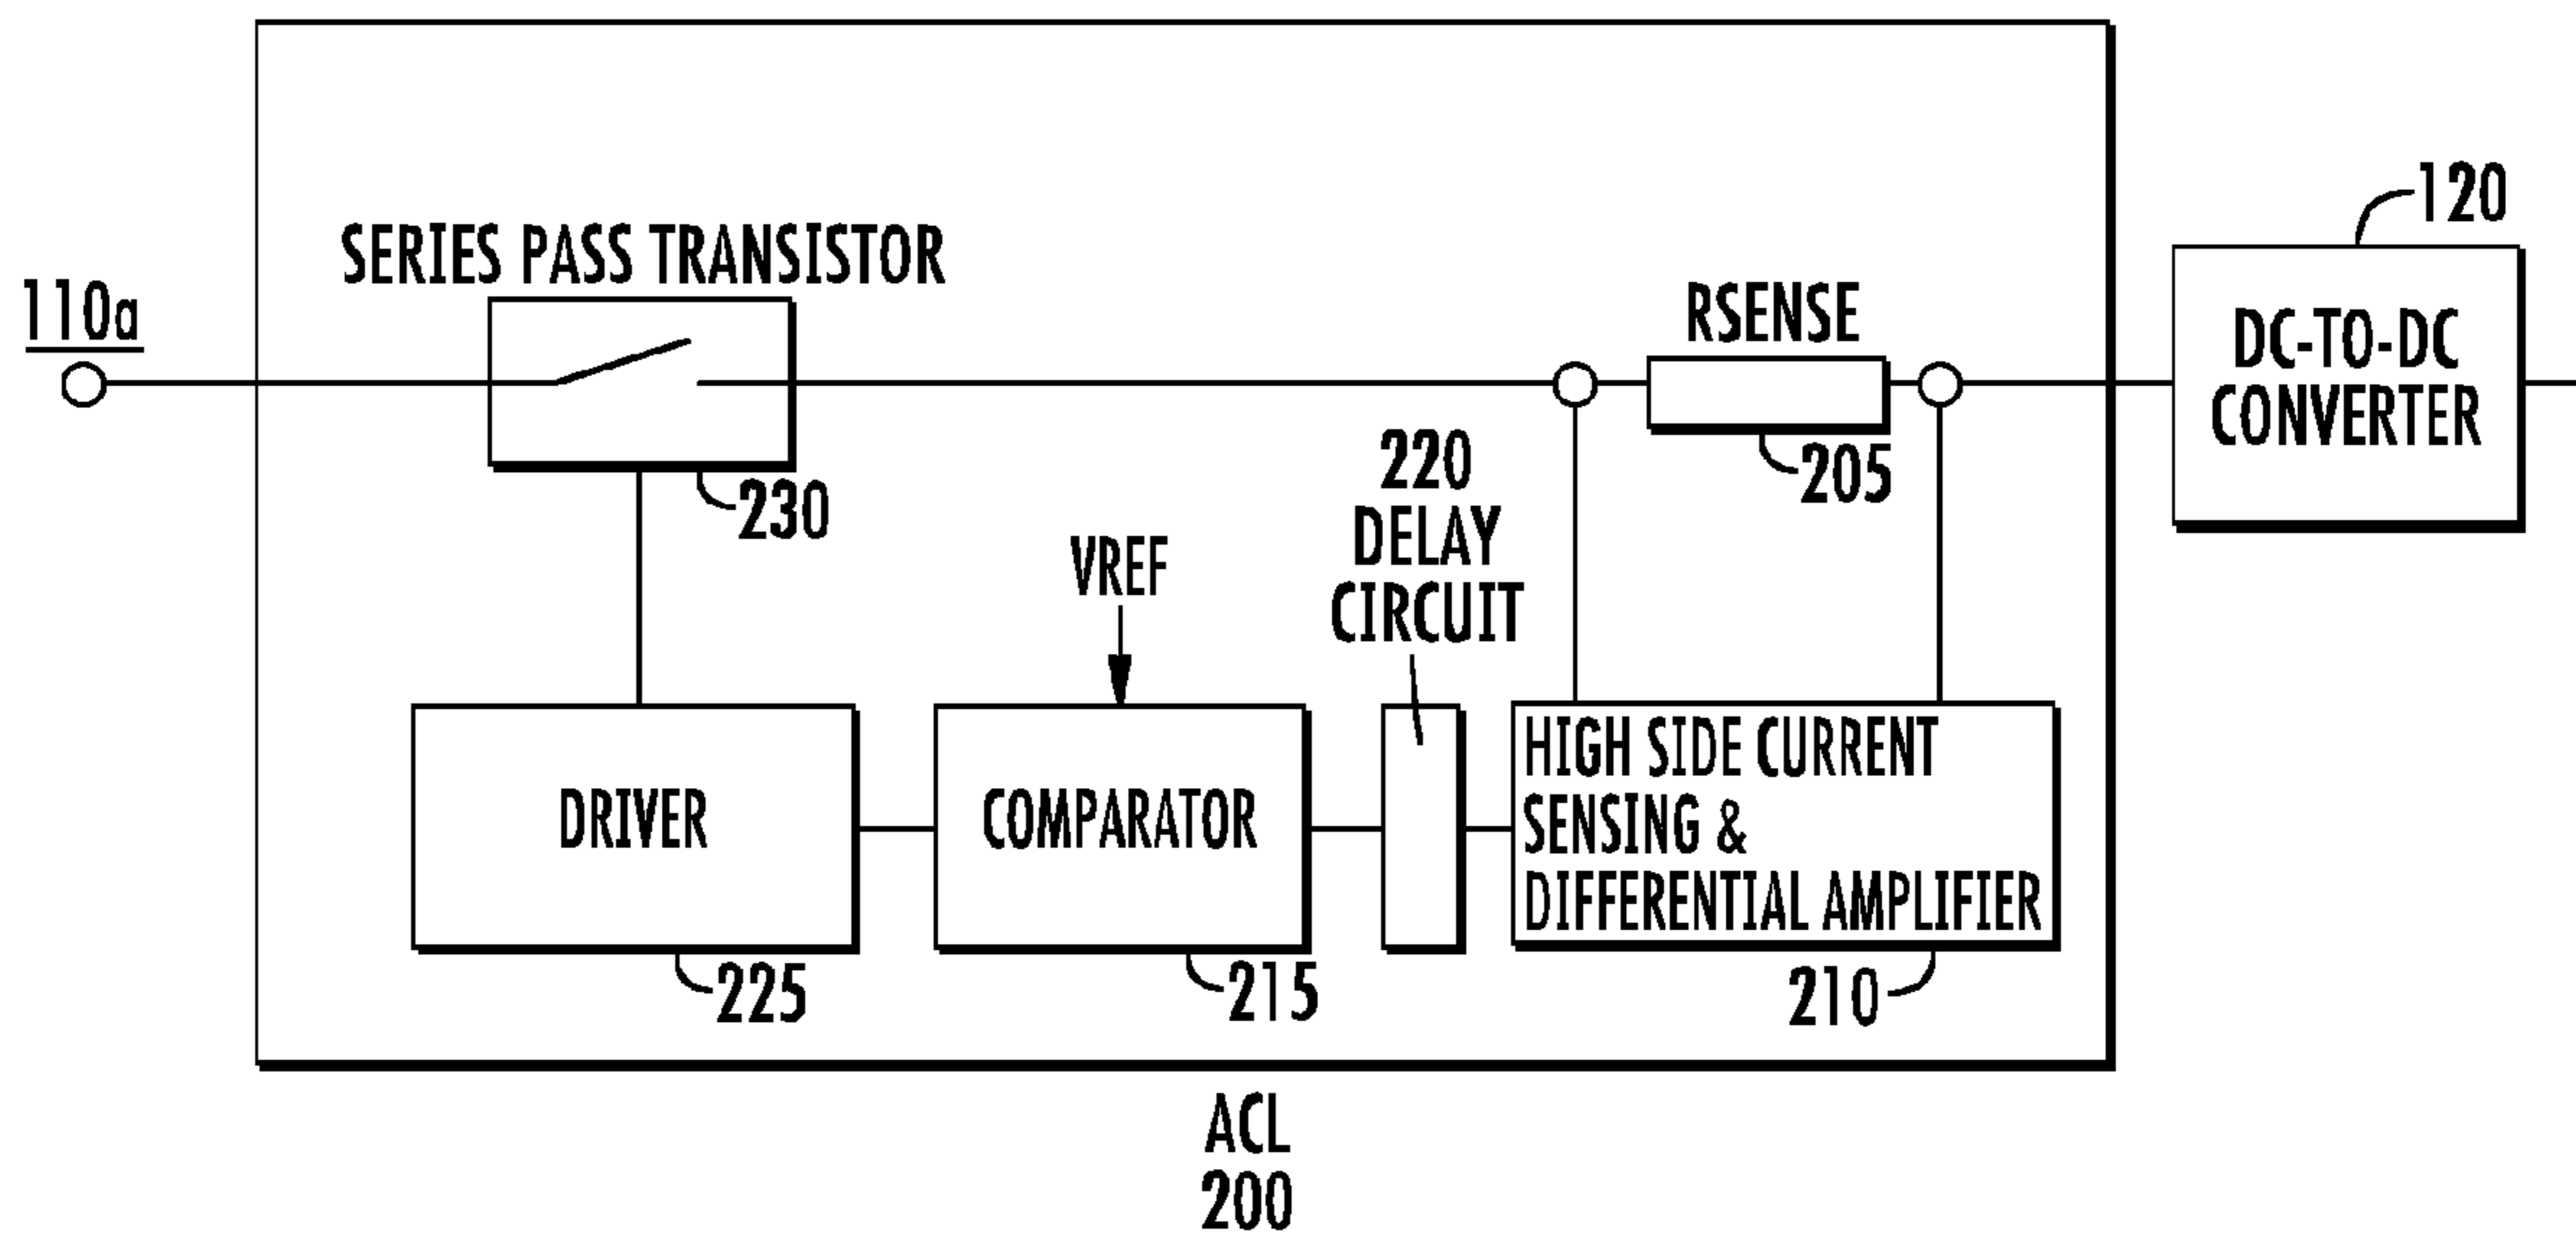 120
SERIES PASS TRANSISTOR
110a
RSENSE
DC-TO-DC
CONVERTER
205
230
220
DELAY
CIRCUIT
VREF
DRIVER
COMPARATOR
HIGH SIDE CURRENT
SENSING &
DIFFERENTIAL AMPLIFIER
225
215
210
ACL
200